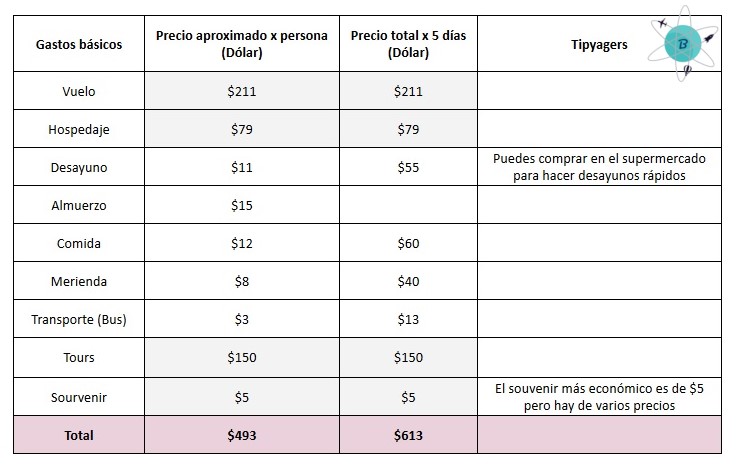 Gastos básicos Precio aproximado x persona (Dólar) Precio total x 5 días (Dólar) Tipyagers B
Vuelo $211 $211
Hospedaje $79 $79
Desayuno $11 $55 Puedes comprar en el supermercado para hacer desayunos rápidos
Almuerzo $15
Comida $12 $60
Merienda $8 $40
Transporte (Bus) $3 $13
Tours $150 $150
Sourvenir $5 $5 El souvenir más económico es de $5 pero hay de varios precios
Total $493 $613